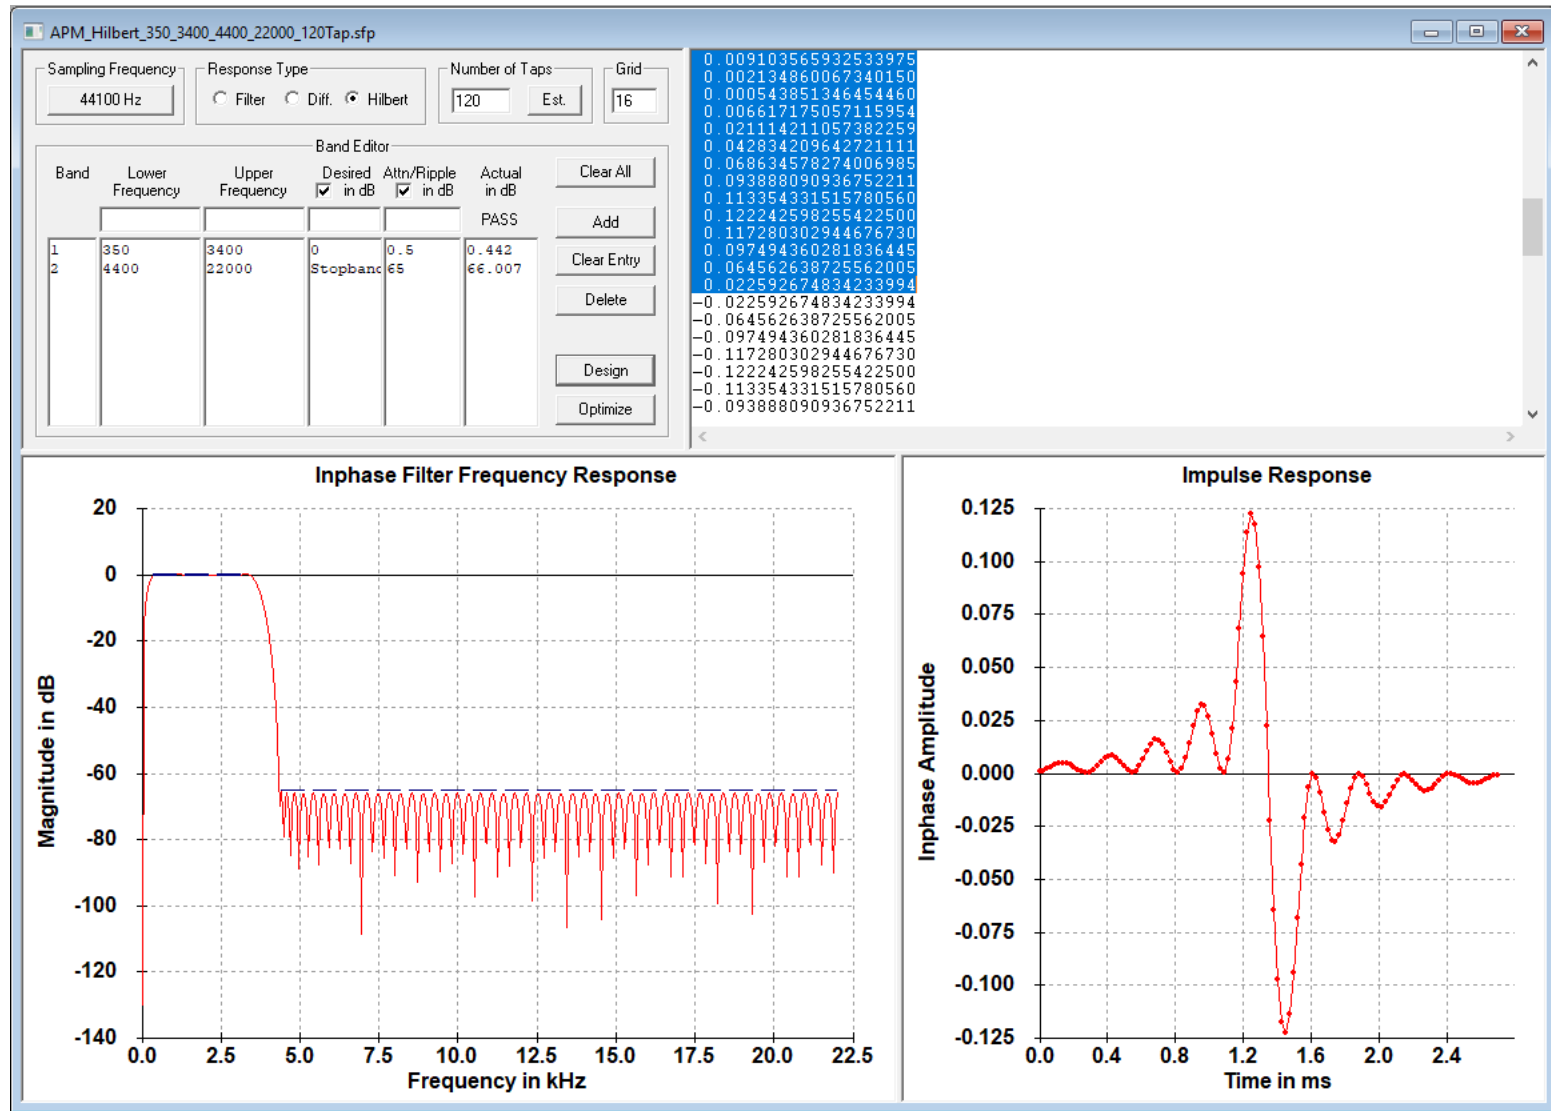 APM_Hilbert_350_3400_4400_22000_120Tap.sfp
Sampling Frequency
44100 Hz
Response Type
Filter Diff. Hilbert
Number of Taps
120 Est.
Grid
16
Band Editor
Band Lower Frequency Upper Frequency Desired in dB Attn/Ripple in dB Actual in dB
PASS
1 350 3400 0 0.5 0.442
2 4400 22000 Stopband 65 66.007
Clear All
Add
Clear Entry
Delete
Design
Optimize
0.009103565932533975
0.002134860067340150
0.000543851346454460
0.006617175057115954
0.021114211057382259
0.042834209642721111
0.068634578274006985
0.093888090936752211
0.113354331515780560
0.122242598255422500
0.117280302944676730
0.097494360281836445
0.064562638725562005
0.022592674834233994
-0.022592674834233994
-0.064562638725562005
-0.097494360281836445
-0.117280302944676730
-0.122242598255422500
-0.113354331515780560
-0.093888090936752211
Inphase Filter Frequency Response
Magnitude in dB
20
0
-20
-40
-60
-80
-100
-120
-140
0.0 2.5 5.0 7.5 10.0 12.5 15.0 17.5 20.0 22.5
Frequency in kHz
Impulse Response
Inphase Amplitude
0.125
0.100
0.075
0.050
0.025
0.000
-0.025
-0.050
-0.075
-0.100
-0.125
0.0 0.4 0.8 1.2 1.6 2.0 2.4
Time in ms